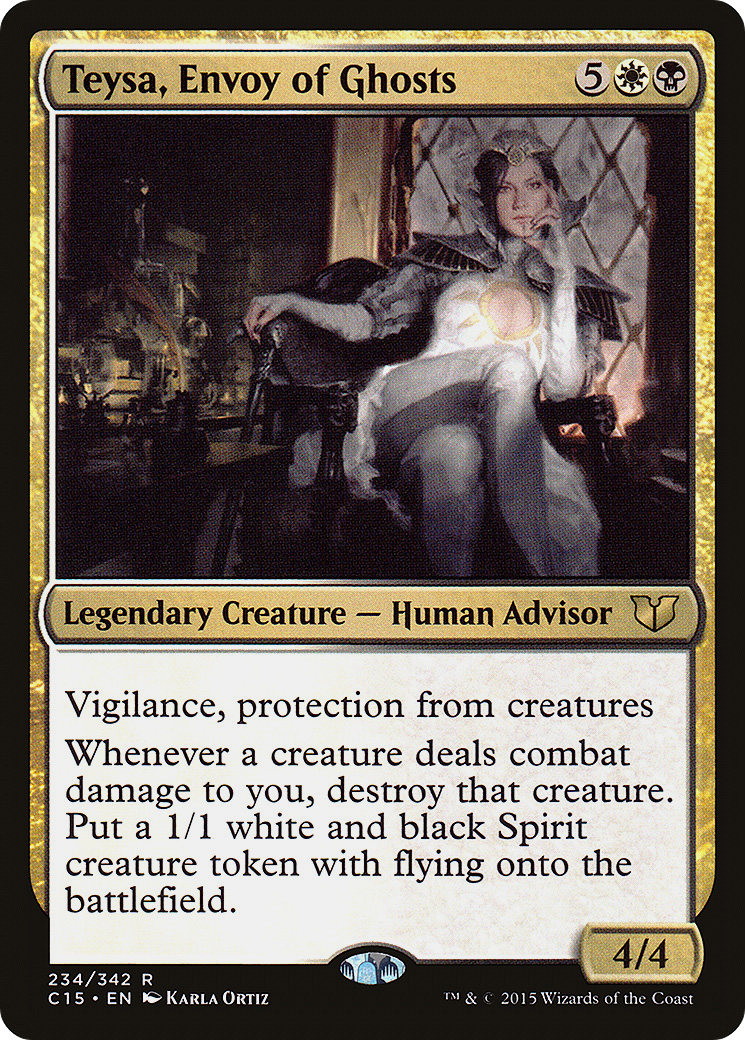 Teysa, Envoy of Ghosts 5
Legendary Creature — Human Advisor
Vigilance, protection from creatures
Whenever a creature deals combat
damage to you, destroy that creature.
Put a 1/1 white and black Spirit
creature token with flying onto the
battlefield.
4/4
234/342 R
C15 • EN Karla Ortiz
™ & © 2015 Wizards of the Coast